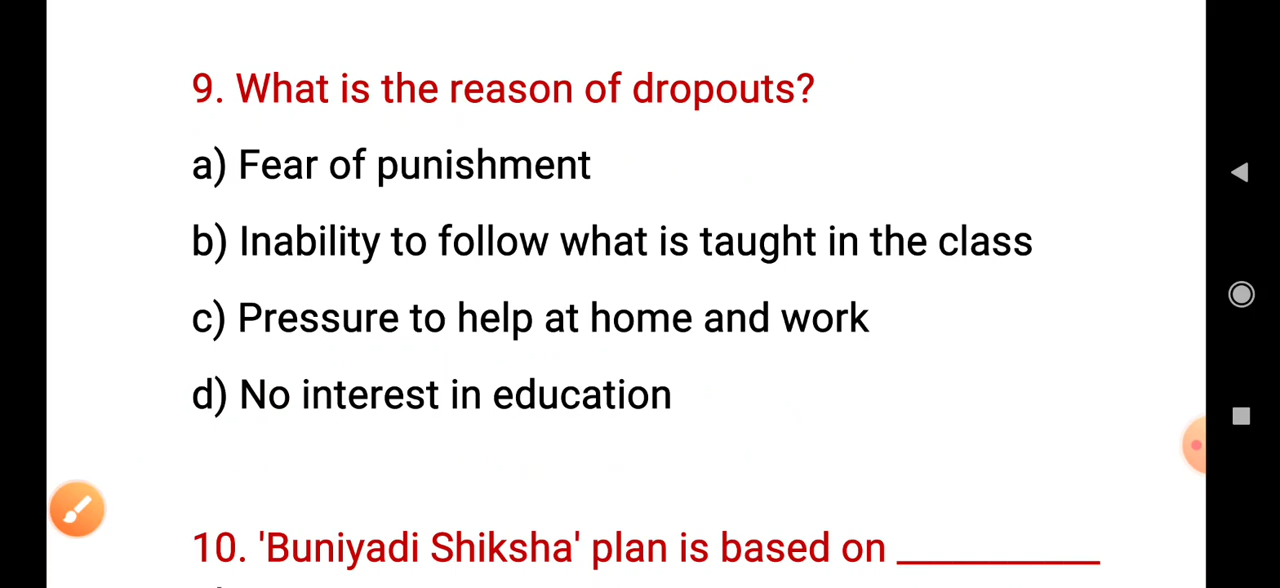 9. What is the reason of dropouts?
a) Fear of punishment
b) Inability to follow what is taught in the class
c) Pressure to help at home and work
d) No interest in education
10. 'Buniyadi Shiksha' plan is based on __________